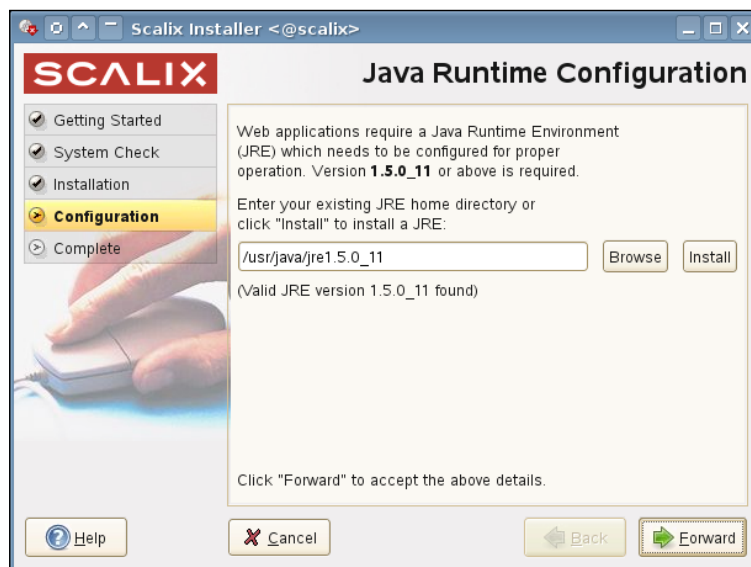 Scalix Installer <@scalix>
SCALIX
Java Runtime Configuration
Getting Started
System Check
Installation
Configuration
Complete
Web applications require a Java Runtime Environment
(JRE) which needs to be configured for proper
operation. Version 1.5.0_11 or above is required.
Enter your existing JRE home directory or
click "Install" to install a JRE:
/usr/java/jre1.5.0_11
Browse
Install
(Valid JRE version 1.5.0_11 found)
Click "Forward" to accept the above details.
Help
Cancel
Back
Forward